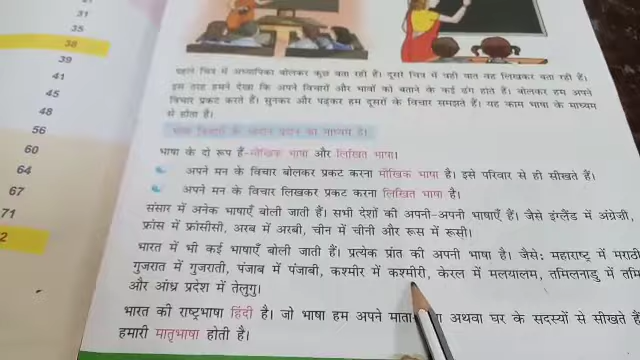 31
35
38
39
41
45
48
56
60
64
67
71
2
पहले चित्र में अध्यापिका बोलकर कुछ बता रही हैं। दूसरे चित्र में वही बात वह लिखकर बता रही हैं।
इस तरह हमने देखा कि अपने विचारों और भावों को बताने के कई ढंग होते हैं। बोलकर हम अपने
विचार प्रकट करते हैं। सुनकर और पढ़कर हम दूसरों के विचार समझते हैं। यह काम भाषा के माध्यम
से होता है।
भाषा विचारों के आदान प्रदान का माध्यम है।
भाषा के दो रूप हैं-मौखिक भाषा और लिखित भाषा।
अपने मन के विचार बोलकर प्रकट करना मौखिक भाषा है। इसे परिवार से ही सीखते हैं।
अपने मन के विचार लिखकर प्रकट करना लिखित भाषा है।
संसार में अनेक भाषाएँ बोली जाती हैं। सभी देशों की अपनी-अपनी भाषाएँ हैं। जैसे इंग्लैंड में अंग्रेज़ी,
फ्रांस में फ्रांसीसी, अरब में अरबी, चीन में चीनी और रूस में रूसी।
भारत में भी कई भाषाएँ बोली जाती हैं। प्रत्येक प्रांत की अपनी भाषा है। जैसे: महाराष्ट्र में मराठी
गुजरात में गुजराती, पंजाब में पंजाबी, कश्मीर में कश्मीरी, केरल में मलयालम, तमिलनाडु में तमि
और आंध्र प्रदेश में तेलुगु।
भारत की राष्ट्रभाषा हिंदी है। जो भाषा हम अपने माता अथवा घर के सदस्यों से सीखते हैं
हमारी मातृभाषा होती है।